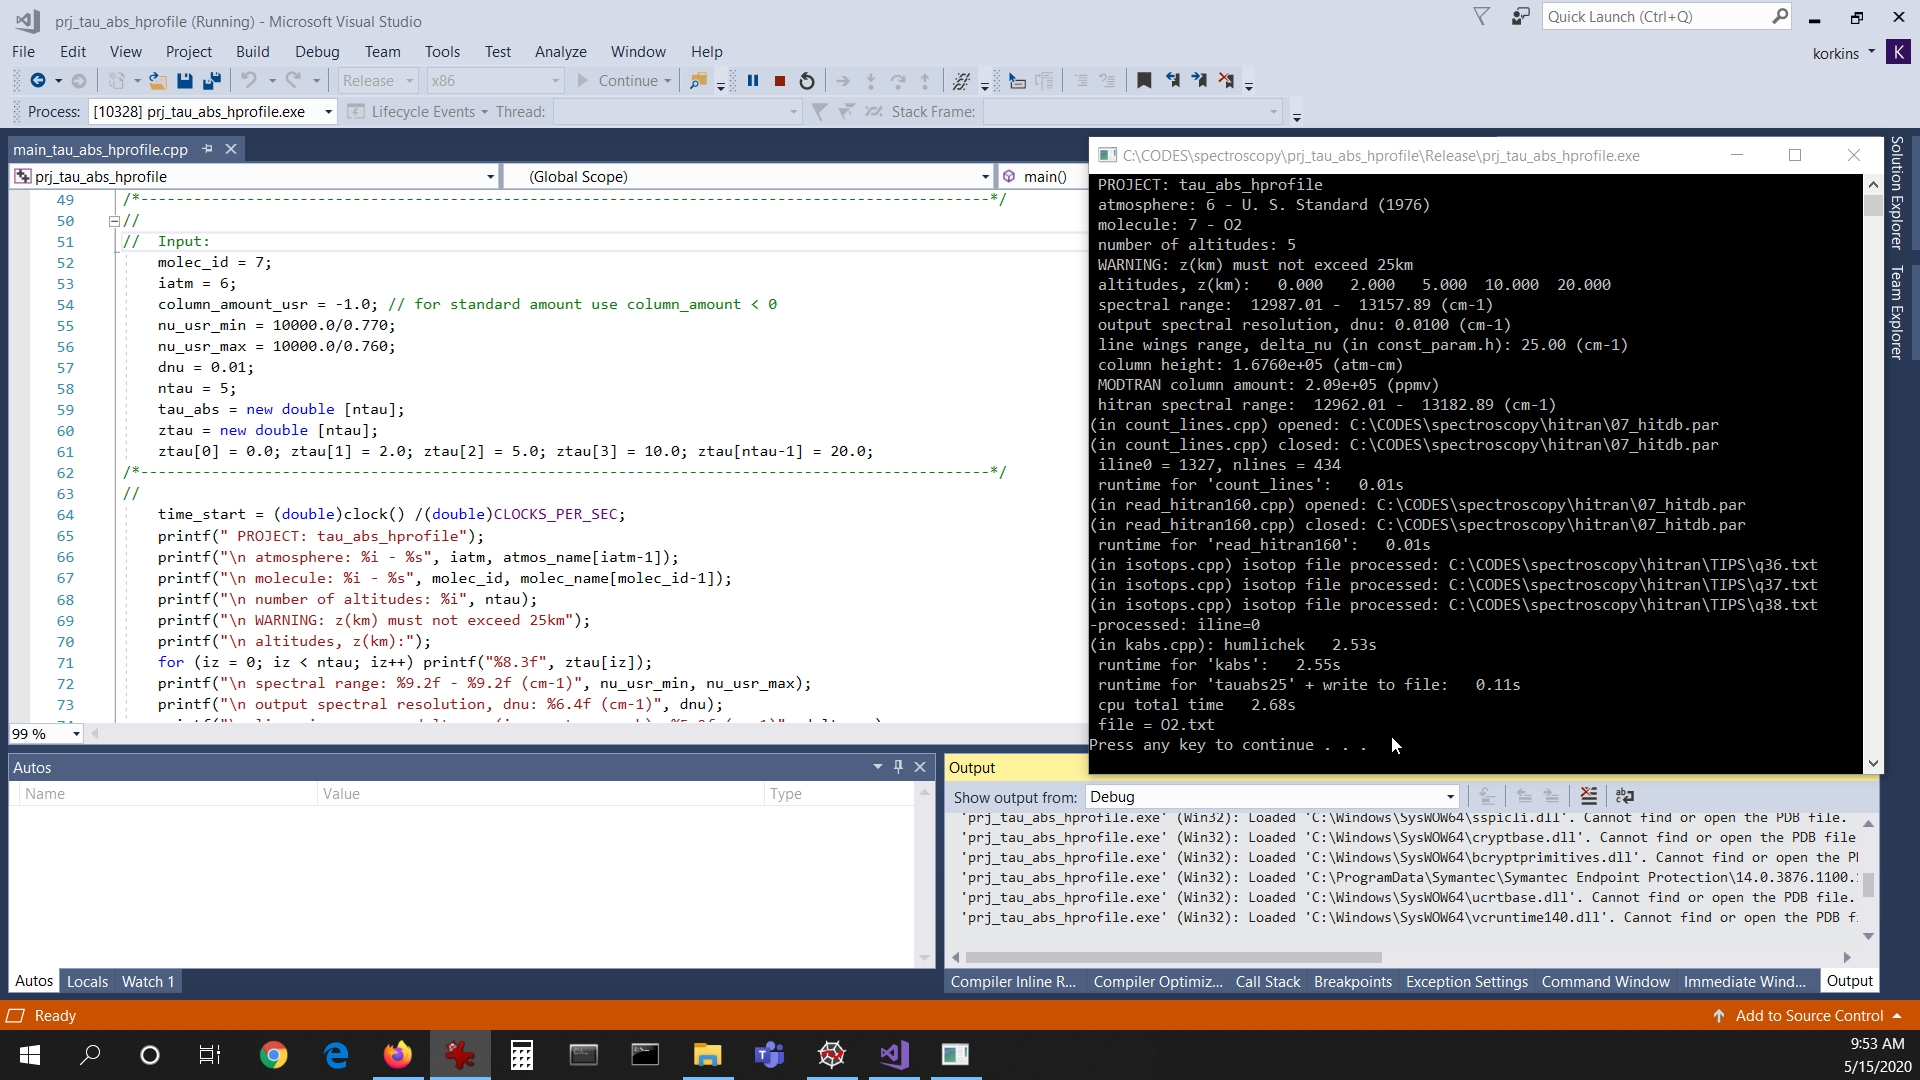 prj_tau_abs_hprofile (Running) - Microsoft Visual Studio
Quick Launch (Ctrl+Q)
File Edit View Project Build Debug Team Tools Test Analyze Window Help
korkins K
Release x86 Continue
Process: [10328] prj_tau_abs_hprofile.exe Lifecycle Events Thread: Stack Frame:
main_tau_abs_hprofile.cpp
prj_tau_abs_hprofile (Global Scope) main()
49 /*---------------------------------------------------------------------------------*/
50 //
51 // Input:
52 molec_id = 7;
53 iatm = 6;
54 column_amount_usr = -1.0; // for standard amount use column_amount < 0
55 nu_usr_min = 10000.0/0.770;
56 nu_usr_max = 10000.0/0.760;
57 dnu = 0.01;
58 ntau = 5;
59 tau_abs = new double [ntau];
60 ztau = new double [ntau];
61 ztau[0] = 0.0; ztau[1] = 2.0; ztau[2] = 5.0; ztau[3] = 10.0; ztau[ntau-1] = 20.0;
62 /*---------------------------------------------------------------------------------*/
63 //
64 time_start = (double)clock() /(double)CLOCKS_PER_SEC;
65 printf(" PROJECT: tau_abs_hprofile");
66 printf("\n atmosphere: %i - %s", iatm, atmos_name[iatm-1]);
67 printf("\n molecule: %i - %s", molec_id, molec_name[molec_id-1]);
68 printf("\n number of altitudes: %i", ntau);
69 printf("\n WARNING: z(km) must not exceed 25km");
70 printf("\n altitudes, z(km):");
71 for (iz = 0; iz < ntau; iz++) printf("%8.3f", ztau[iz]);
72 printf("\n spectral range: %9.2f - %9.2f (cm-1)", nu_usr_min, nu_usr_max);
73 printf("\n output spectral resolution, dnu: %6.4f (cm-1)", dnu);
99 %
C:\CODES\spectroscopy\prj_tau_abs_hprofile\Release\prj_tau_abs_hprofile.exe
PROJECT: tau_abs_hprofile
atmosphere: 6 - U. S. Standard (1976)
molecule: 7 - O2
number of altitudes: 5
WARNING: z(km) must not exceed 25km
altitudes, z(km): 0.000 2.000 5.000 10.000 20.000
spectral range: 12987.01 - 13157.89 (cm-1)
output spectral resolution, dnu: 0.0100 (cm-1)
line wings range, delta_nu (in const_param.h): 25.00 (cm-1)
column height: 1.6760e+05 (atm-cm)
MODTRAN column amount: 2.09e+05 (ppmv)
hitran spectral range: 12962.01 - 13182.89 (cm-1)
(in count_lines.cpp) opened: C:\CODES\spectroscopy\hitran\07_hitdb.par
(in count_lines.cpp) closed: C:\CODES\spectroscopy\hitran\07_hitdb.par
iline0 = 1327, nlines = 434
runtime for 'count_lines': 0.01s
(in read_hitran160.cpp) opened: C:\CODES\spectroscopy\hitran\07_hitdb.par
(in read_hitran160.cpp) closed: C:\CODES\spectroscopy\hitran\07_hitdb.par
runtime for 'read_hitran160': 0.01s
(in isotops.cpp) isotop file processed: C:\CODES\spectroscopy\hitran\TIPS\q36.txt
(in isotops.cpp) isotop file processed: C:\CODES\spectroscopy\hitran\TIPS\q37.txt
(in isotops.cpp) isotop file processed: C:\CODES\spectroscopy\hitran\TIPS\q38.txt
-processed: iline=0
(in kabs.cpp): humlichek 2.53s
runtime for 'kabs': 2.55s
runtime for 'tauabs25' + write to file: 0.11s
cpu total time 2.68s
file = O2.txt
Press any key to continue . . .
Solution Explorer
Team Explorer
Autos
Name Value Type
Autos Locals Watch 1
Output
Show output from: Debug
'prj_tau_abs_hprofile.exe' (Win32): Loaded 'C:\Windows\SysWOW64\sspicli.dll'. Cannot find or open the PDB file.
'prj_tau_abs_hprofile.exe' (Win32): Loaded 'C:\Windows\SysWOW64\cryptbase.dll'. Cannot find or open the PDB file
'prj_tau_abs_hprofile.exe' (Win32): Loaded 'C:\Windows\SysWOW64\bcryptprimitives.dll'. Cannot find or open the
'prj_tau_abs_hprofile.exe' (Win32): Loaded 'C:\ProgramData\Symantec\Symantec Endpoint Protection\14.0.3876.1100.
'prj_tau_abs_hprofile.exe' (Win32): Loaded 'C:\Windows\SysWOW64\ucrtbase.dll'. Cannot find or open the PDB file.
'prj_tau_abs_hprofile.exe' (Win32): Loaded 'C:\Windows\SysWOW64\vcruntime140.dll'. Cannot find or open the PDB
Compiler Inline R... Compiler Optimiz... Call Stack Breakpoints Exception Settings Command Window Immediate Wind... Output
Ready
Add to Source Control
9:53 AM
5/15/2020